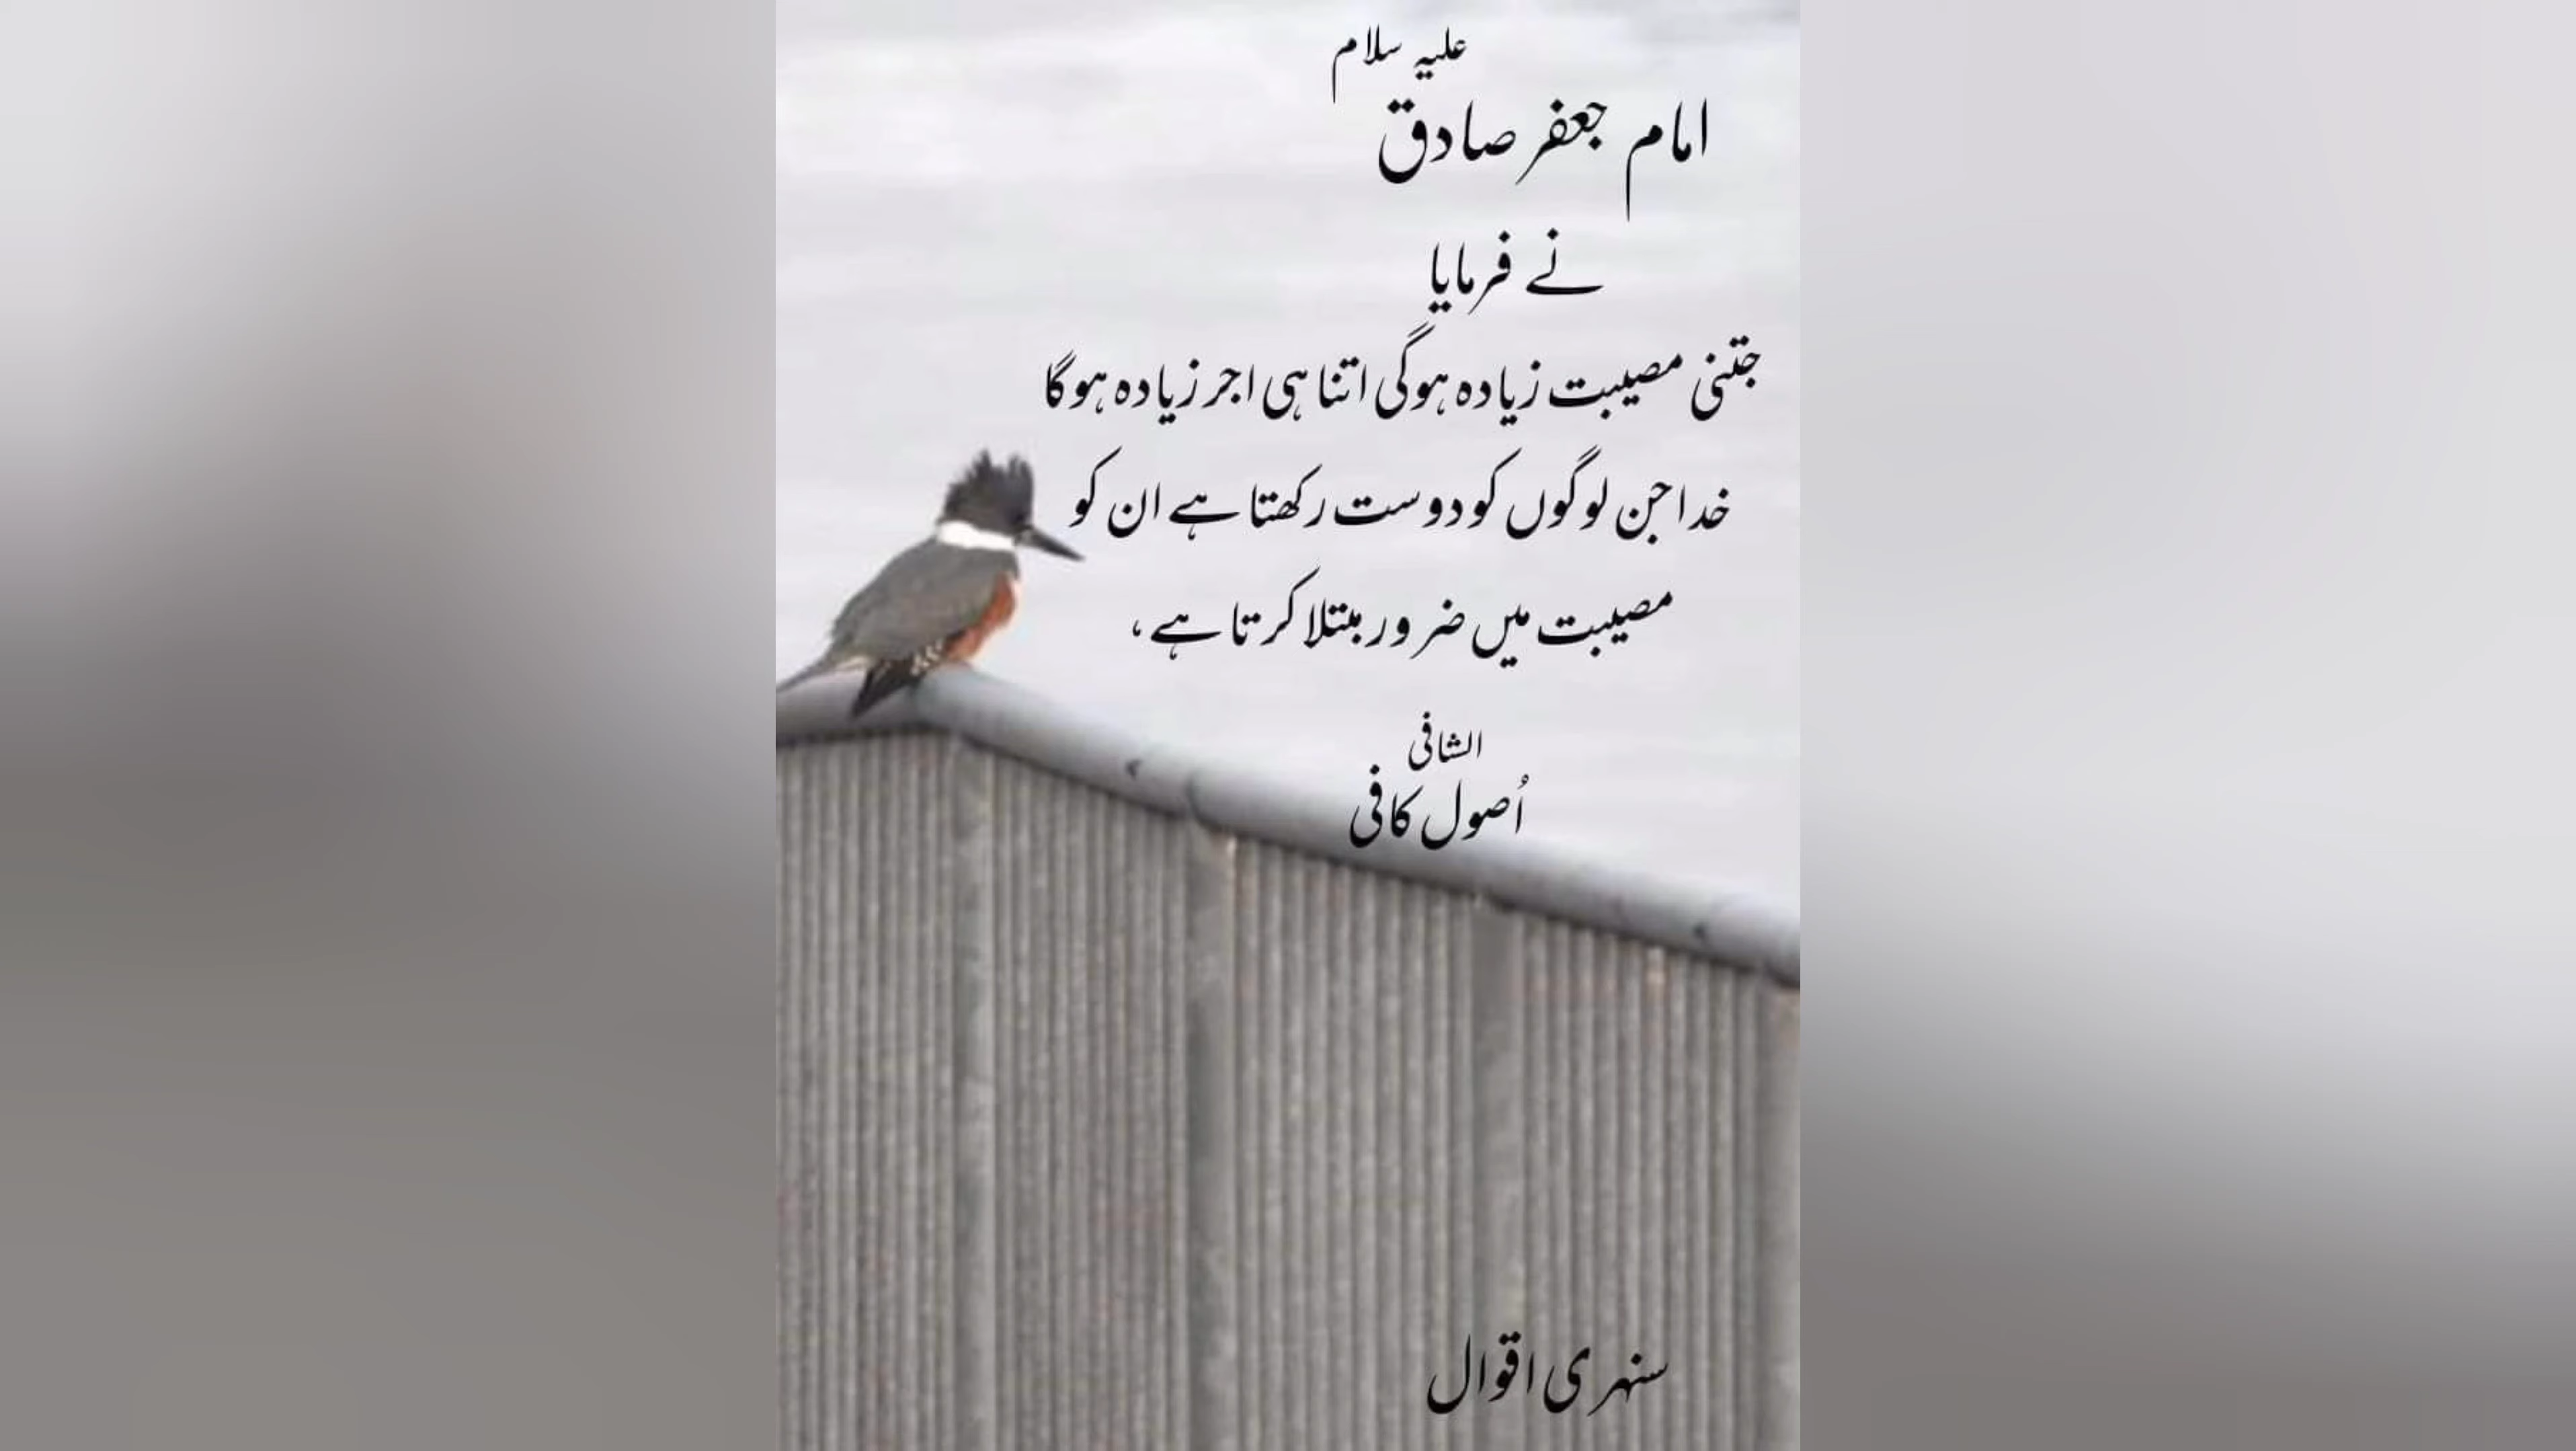 علیہ سلام
امام جعفر صادق
نے فرمایا
جتنی مصیبت زیادہ ہوگی اتنا ہی اجر زیادہ ہوگا
خدا جن لوگوں کو دوست رکھتا ہے ان کو
مصیبت میں ضرور مبتلا کرتا ہے،
الشافی
اُصول کافی
سنہری اقوال